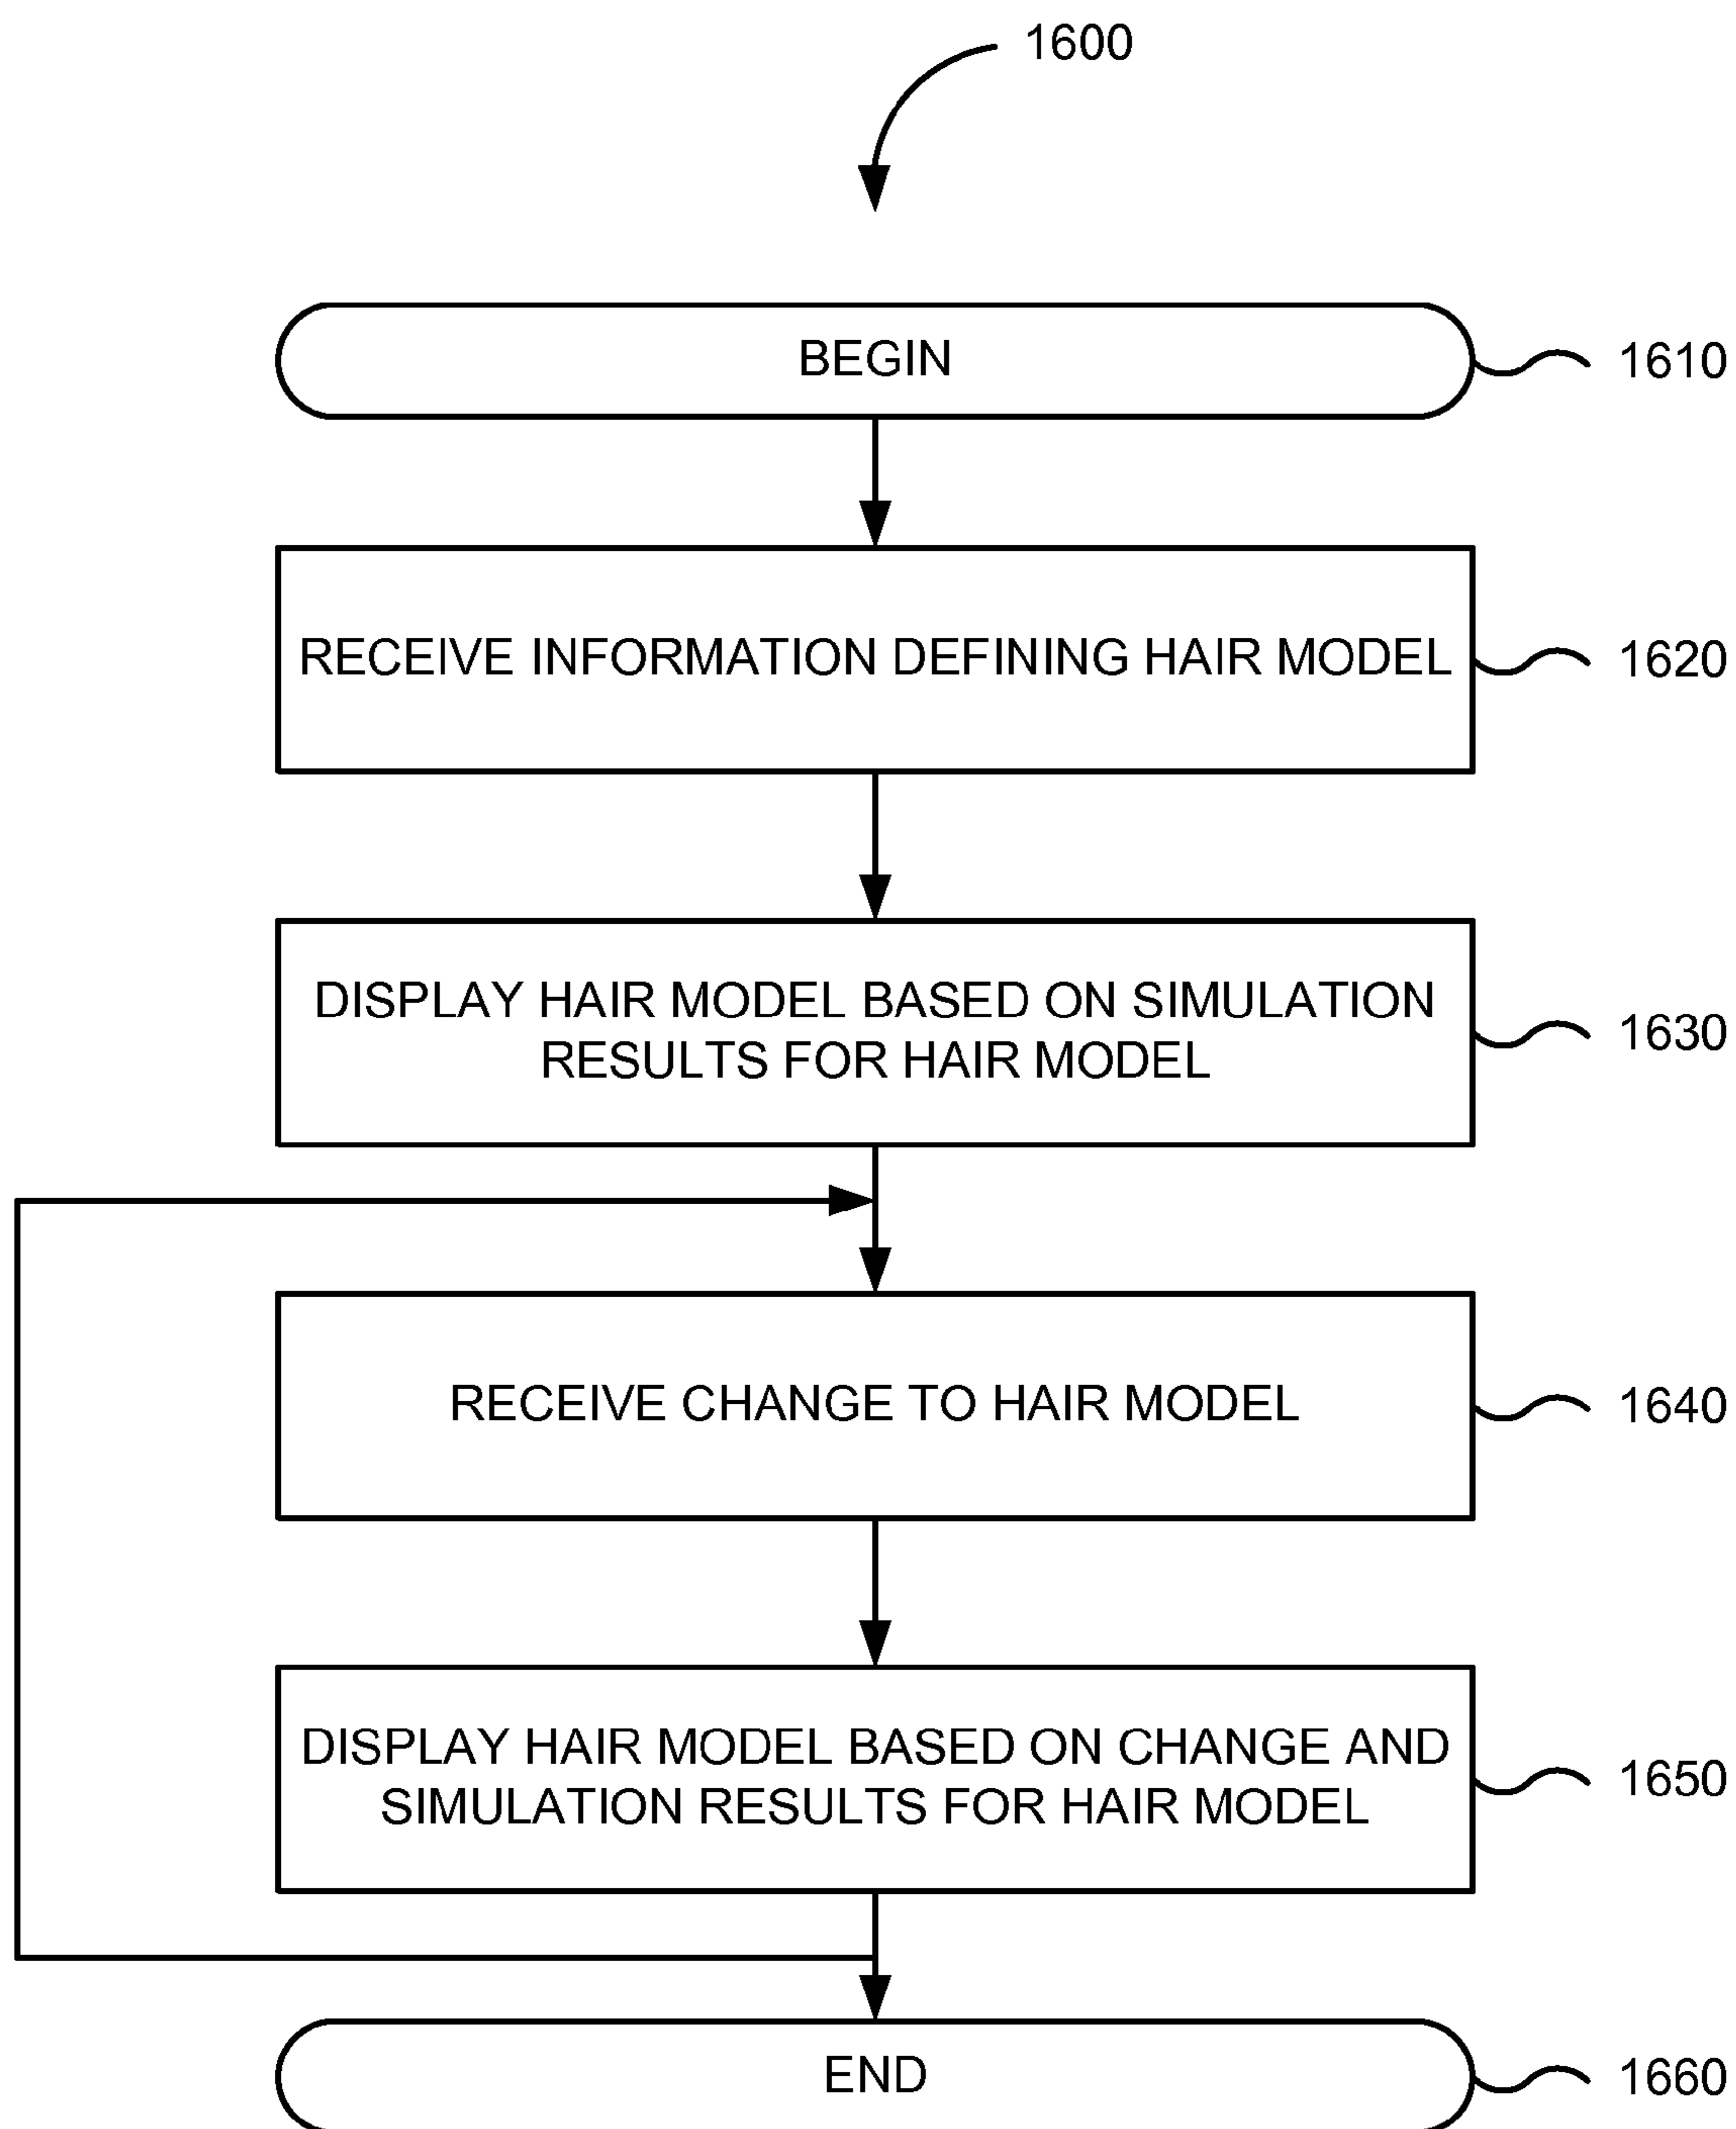 1600
BEGIN
1610
RECEIVE INFORMATION DEFINING HAIR MODEL
1620
DISPLAY HAIR MODEL BASED ON SIMULATION
RESULTS FOR HAIR MODEL
1630
RECEIVE CHANGE TO HAIR MODEL
1640
DISPLAY HAIR MODEL BASED ON CHANGE AND
SIMULATION RESULTS FOR HAIR MODEL
1650
END
1660